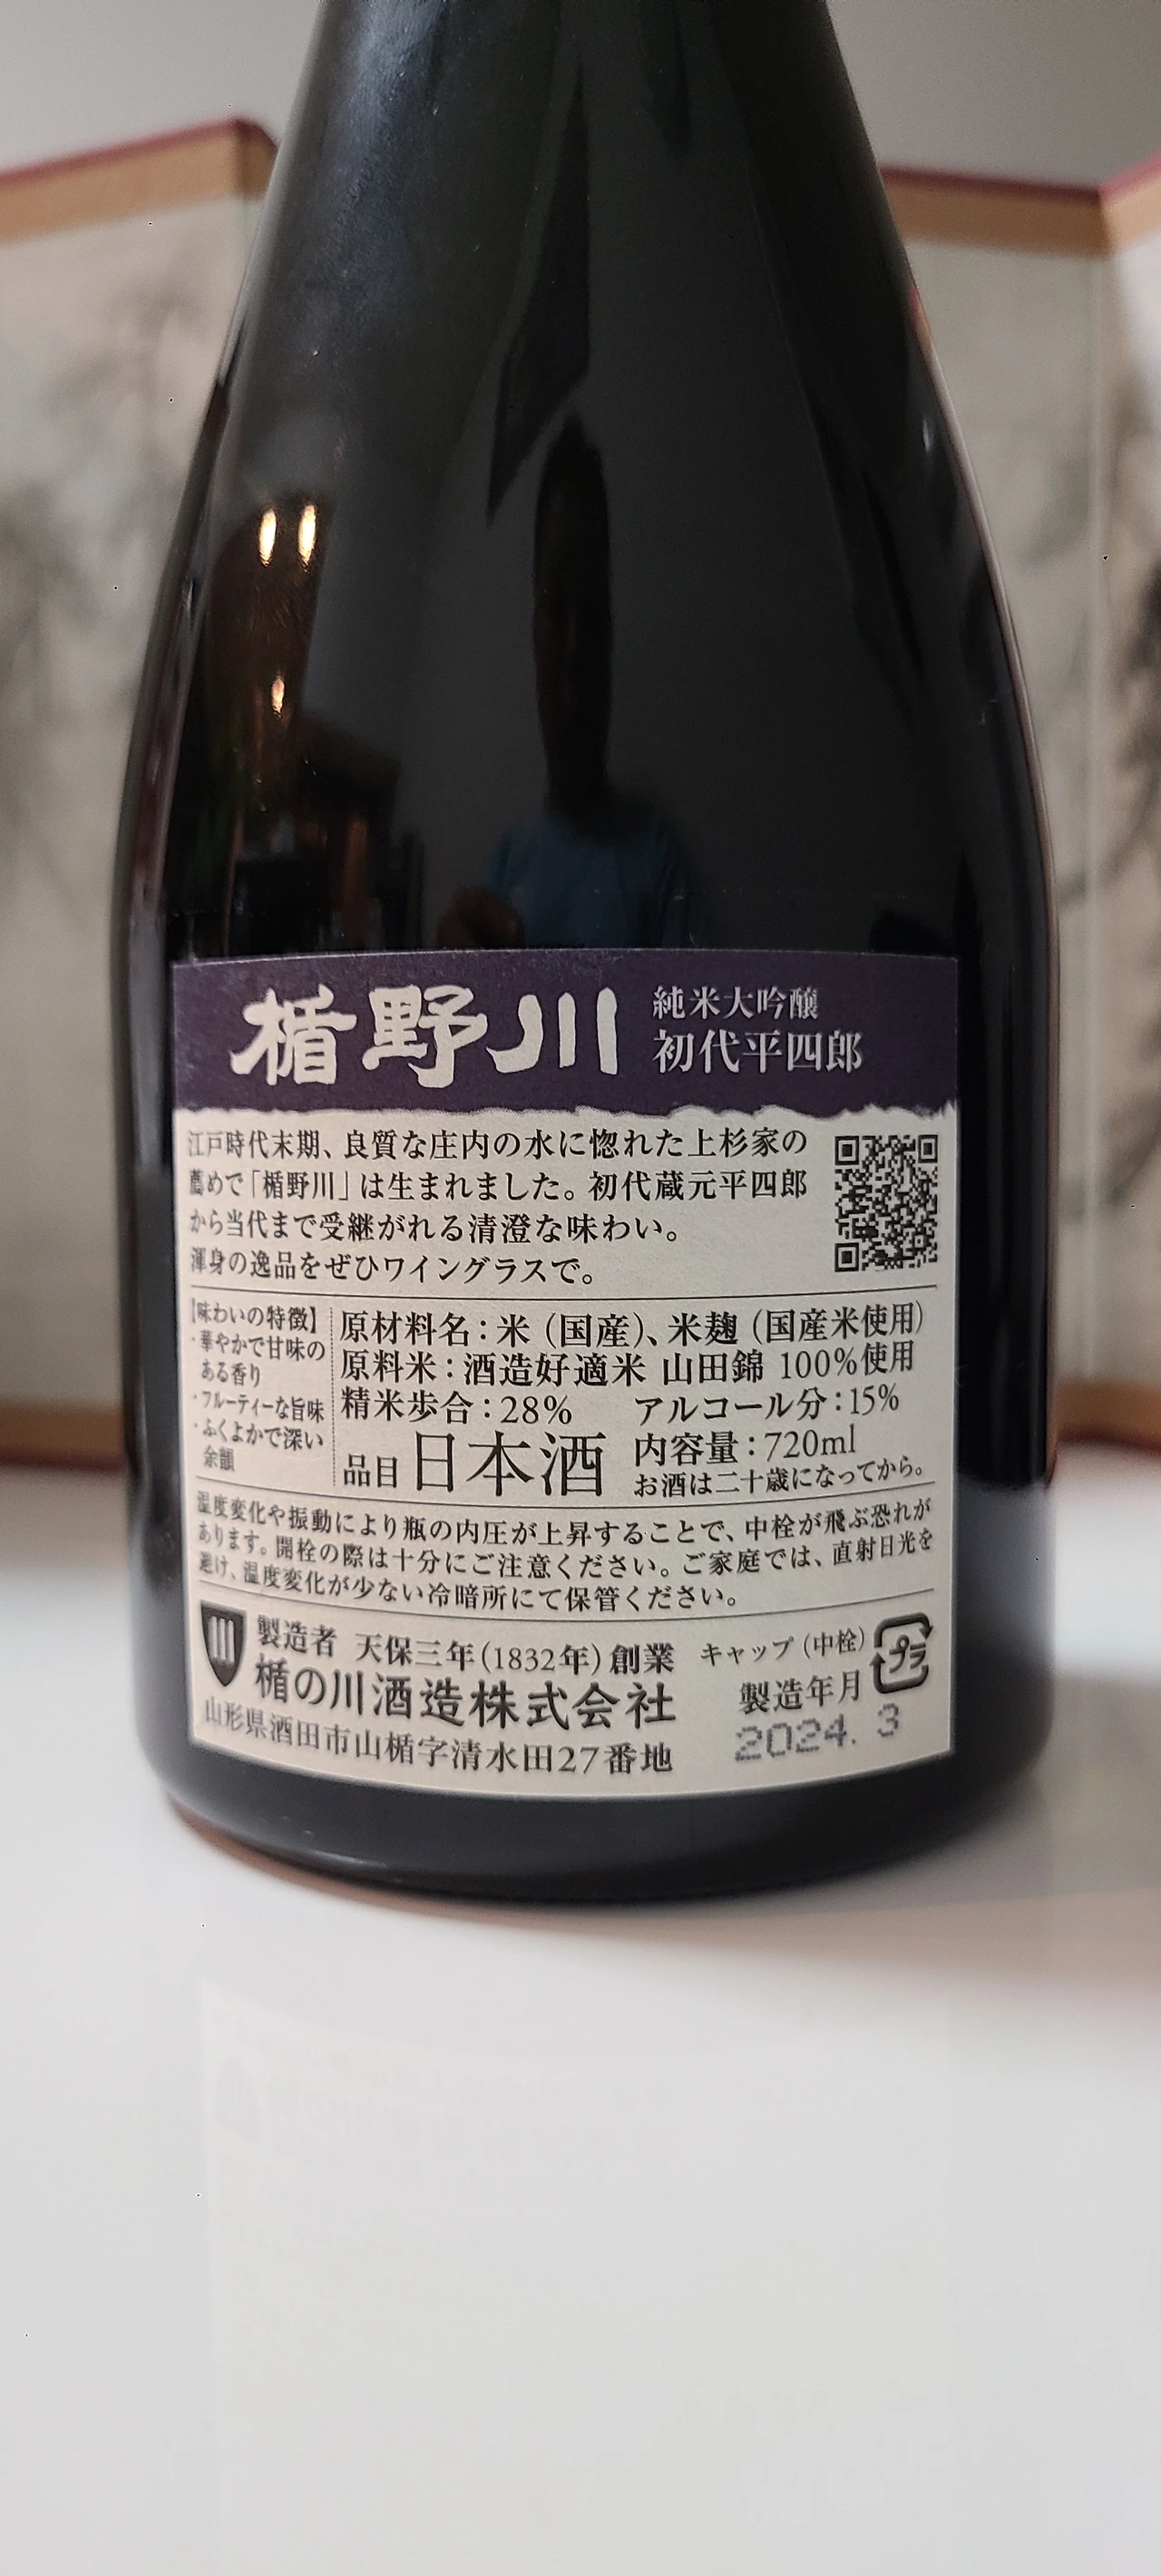 楯野川
純米大吟醸
初代平四郎
江戸時代末期、良質な庄内の水に惚れた上杉家の
薦めで「楯野川」は生まれました。初代蔵元平四郎
から当代まで受継がれる清澄な味わい。
渾身の逸品をぜひワイングラスで。
【味わいの特徴】
・華やかで甘味の
ある香り
・フルーティーな旨味
・ふくよかで深い
余韻
原材料名：米（国産）、米麹（国産米使用）
原料米：酒造好適米 山田錦 100%使用
精米歩合：28% アルコール分：15%
品目 日本酒 内容量：720ml
お酒は二十歳になってから。
温度変化や振動により瓶の内圧が上昇することで、中栓が飛ぶ恐れが
あります。開栓の際は十分にご注意ください。ご家庭では、直射日光を
避け、温度変化が少ない冷暗所にて保管ください。
製造者 天保三年（1832年）創業
楯の川酒造株式会社
山形県酒田市山楯字清水田27番地
キャップ（中栓）
プラ
製造年月
2024. 3